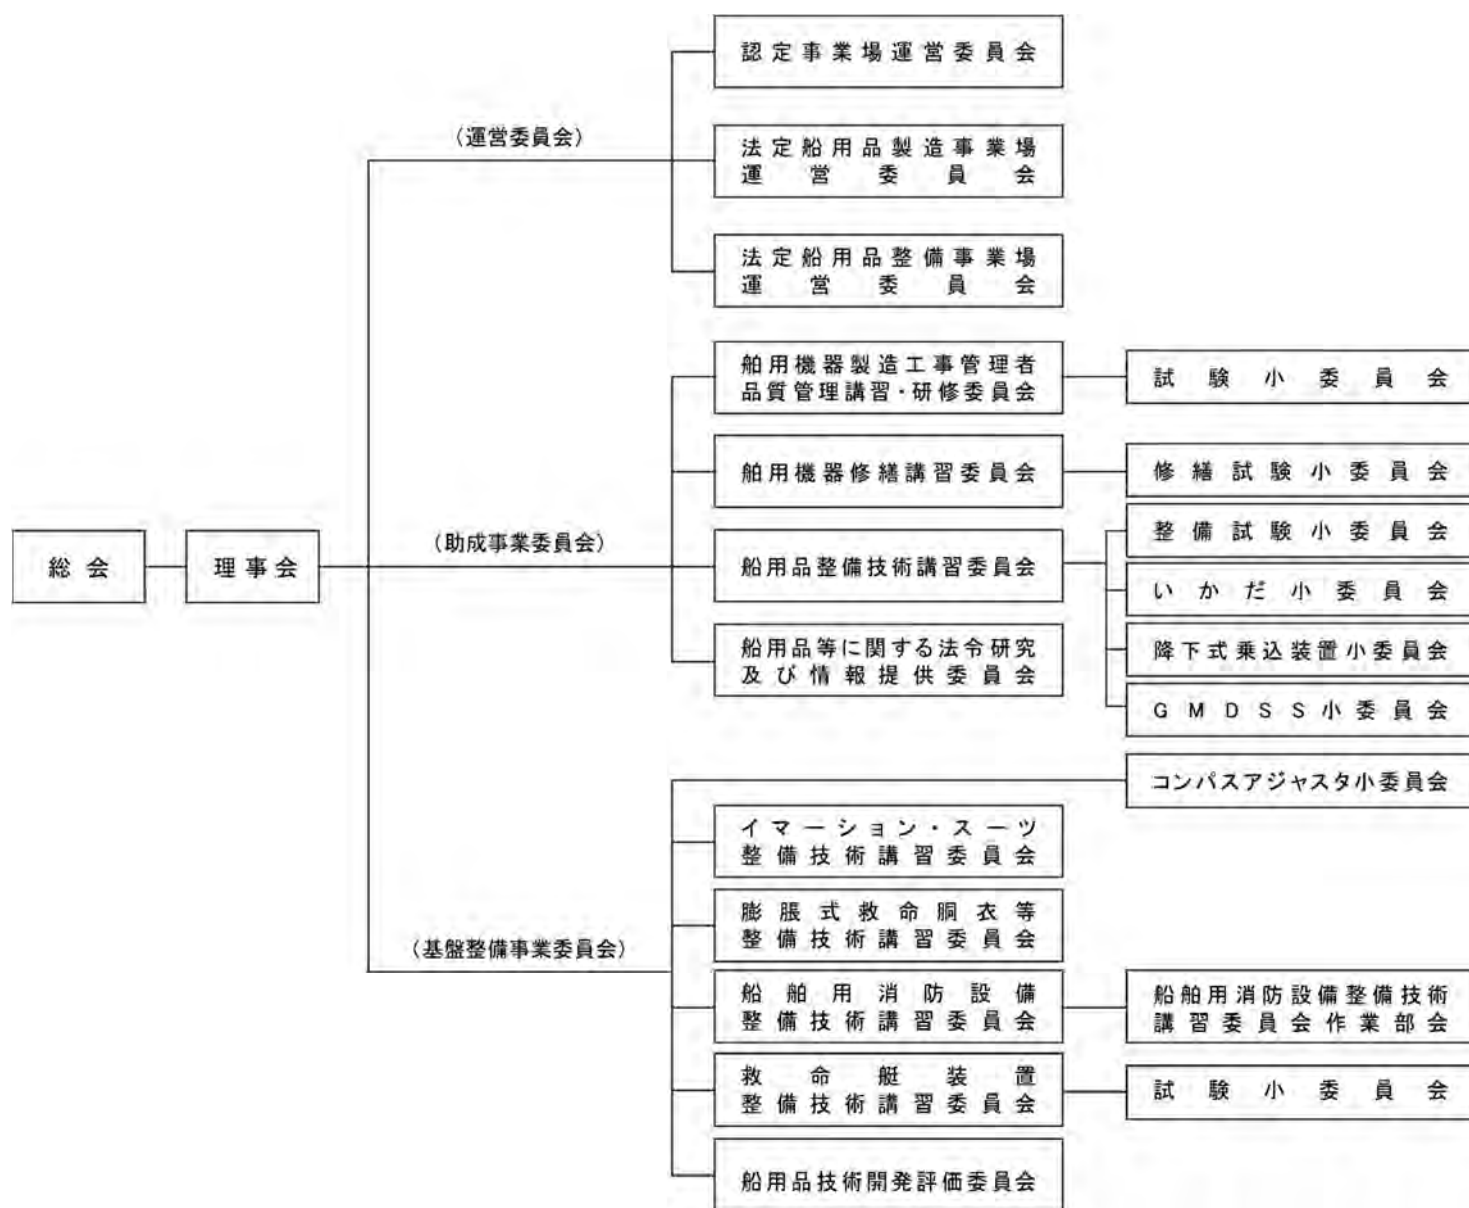 総会
理事会
(運営委員会)
認定事業場運営委員会
法定船用品製造事業場
運営委員会
法定船用品整備事業場
運営委員会
(助成事業委員会)
舶用機器製造工事管理者
品質管理講習・研修委員会
試験小委員会
舶用機器修繕講習委員会
修繕試験小委員会
船用品整備技術講習委員会
整備試験小委員会
いかだ小委員会
降下式乗込装置小委員会
GMDSS小委員会
船用品等に関する法令研究
及び情報提供委員会
(基盤整備事業委員会)
コンパスアジャスタ小委員会
イマーション・スーツ
整備技術講習委員会
膨脹式救命胴衣等
整備技術講習委員会
船舶用消防設備
整備技術講習委員会
船舶用消防設備整備技術
講習委員会作業部会
救命艇装置
整備技術講習委員会
試験小委員会
船用品技術開発評価委員会